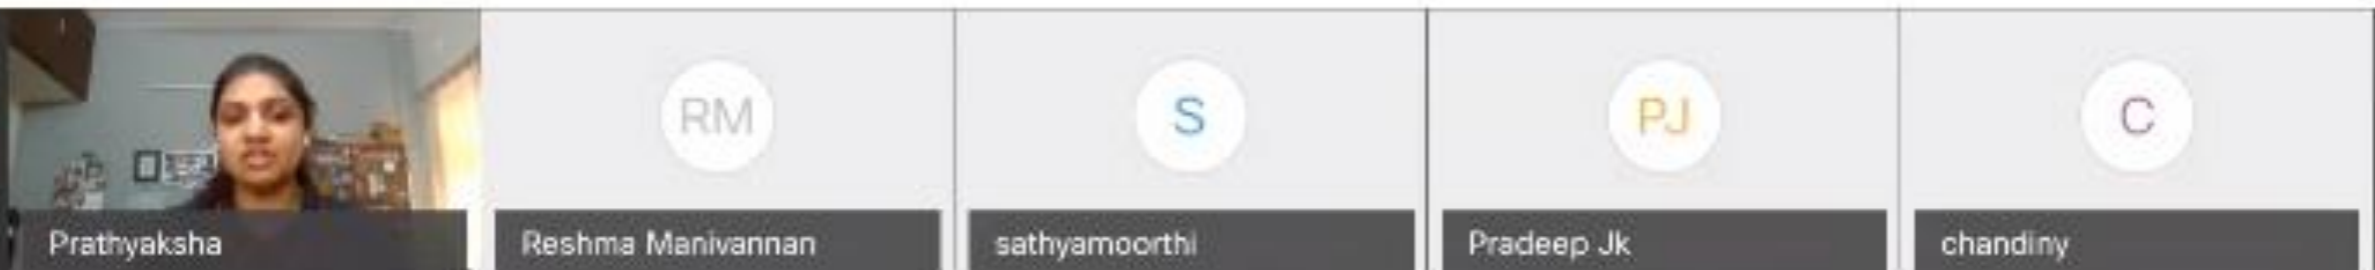 RM
S
PJ
C
Prathyaksha
Reshma Manivannan
sathyamoorthi
Pradeep Jk
chandiny